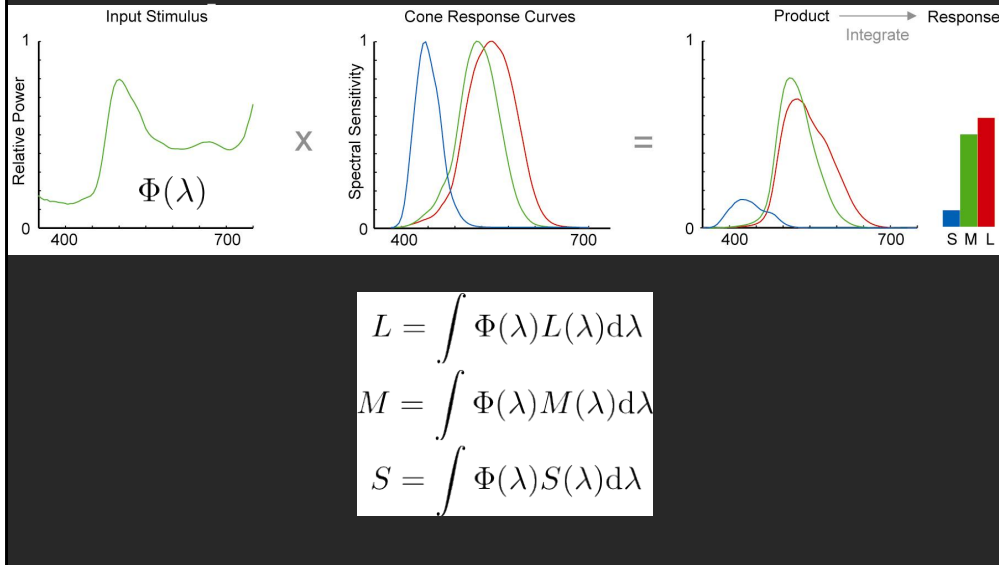 Input Stimulus
Cone Response Curves
Product
Response
Integrate
1
Relative Power
Φ(λ)
0
400
700
x
1
Spectral Sensitivity
0
400
700
=
1
0
400
700
S M L
L = ∫ Φ(λ)L(λ)dλ
M = ∫ Φ(λ)M(λ)dλ
S = ∫ Φ(λ)S(λ)dλ